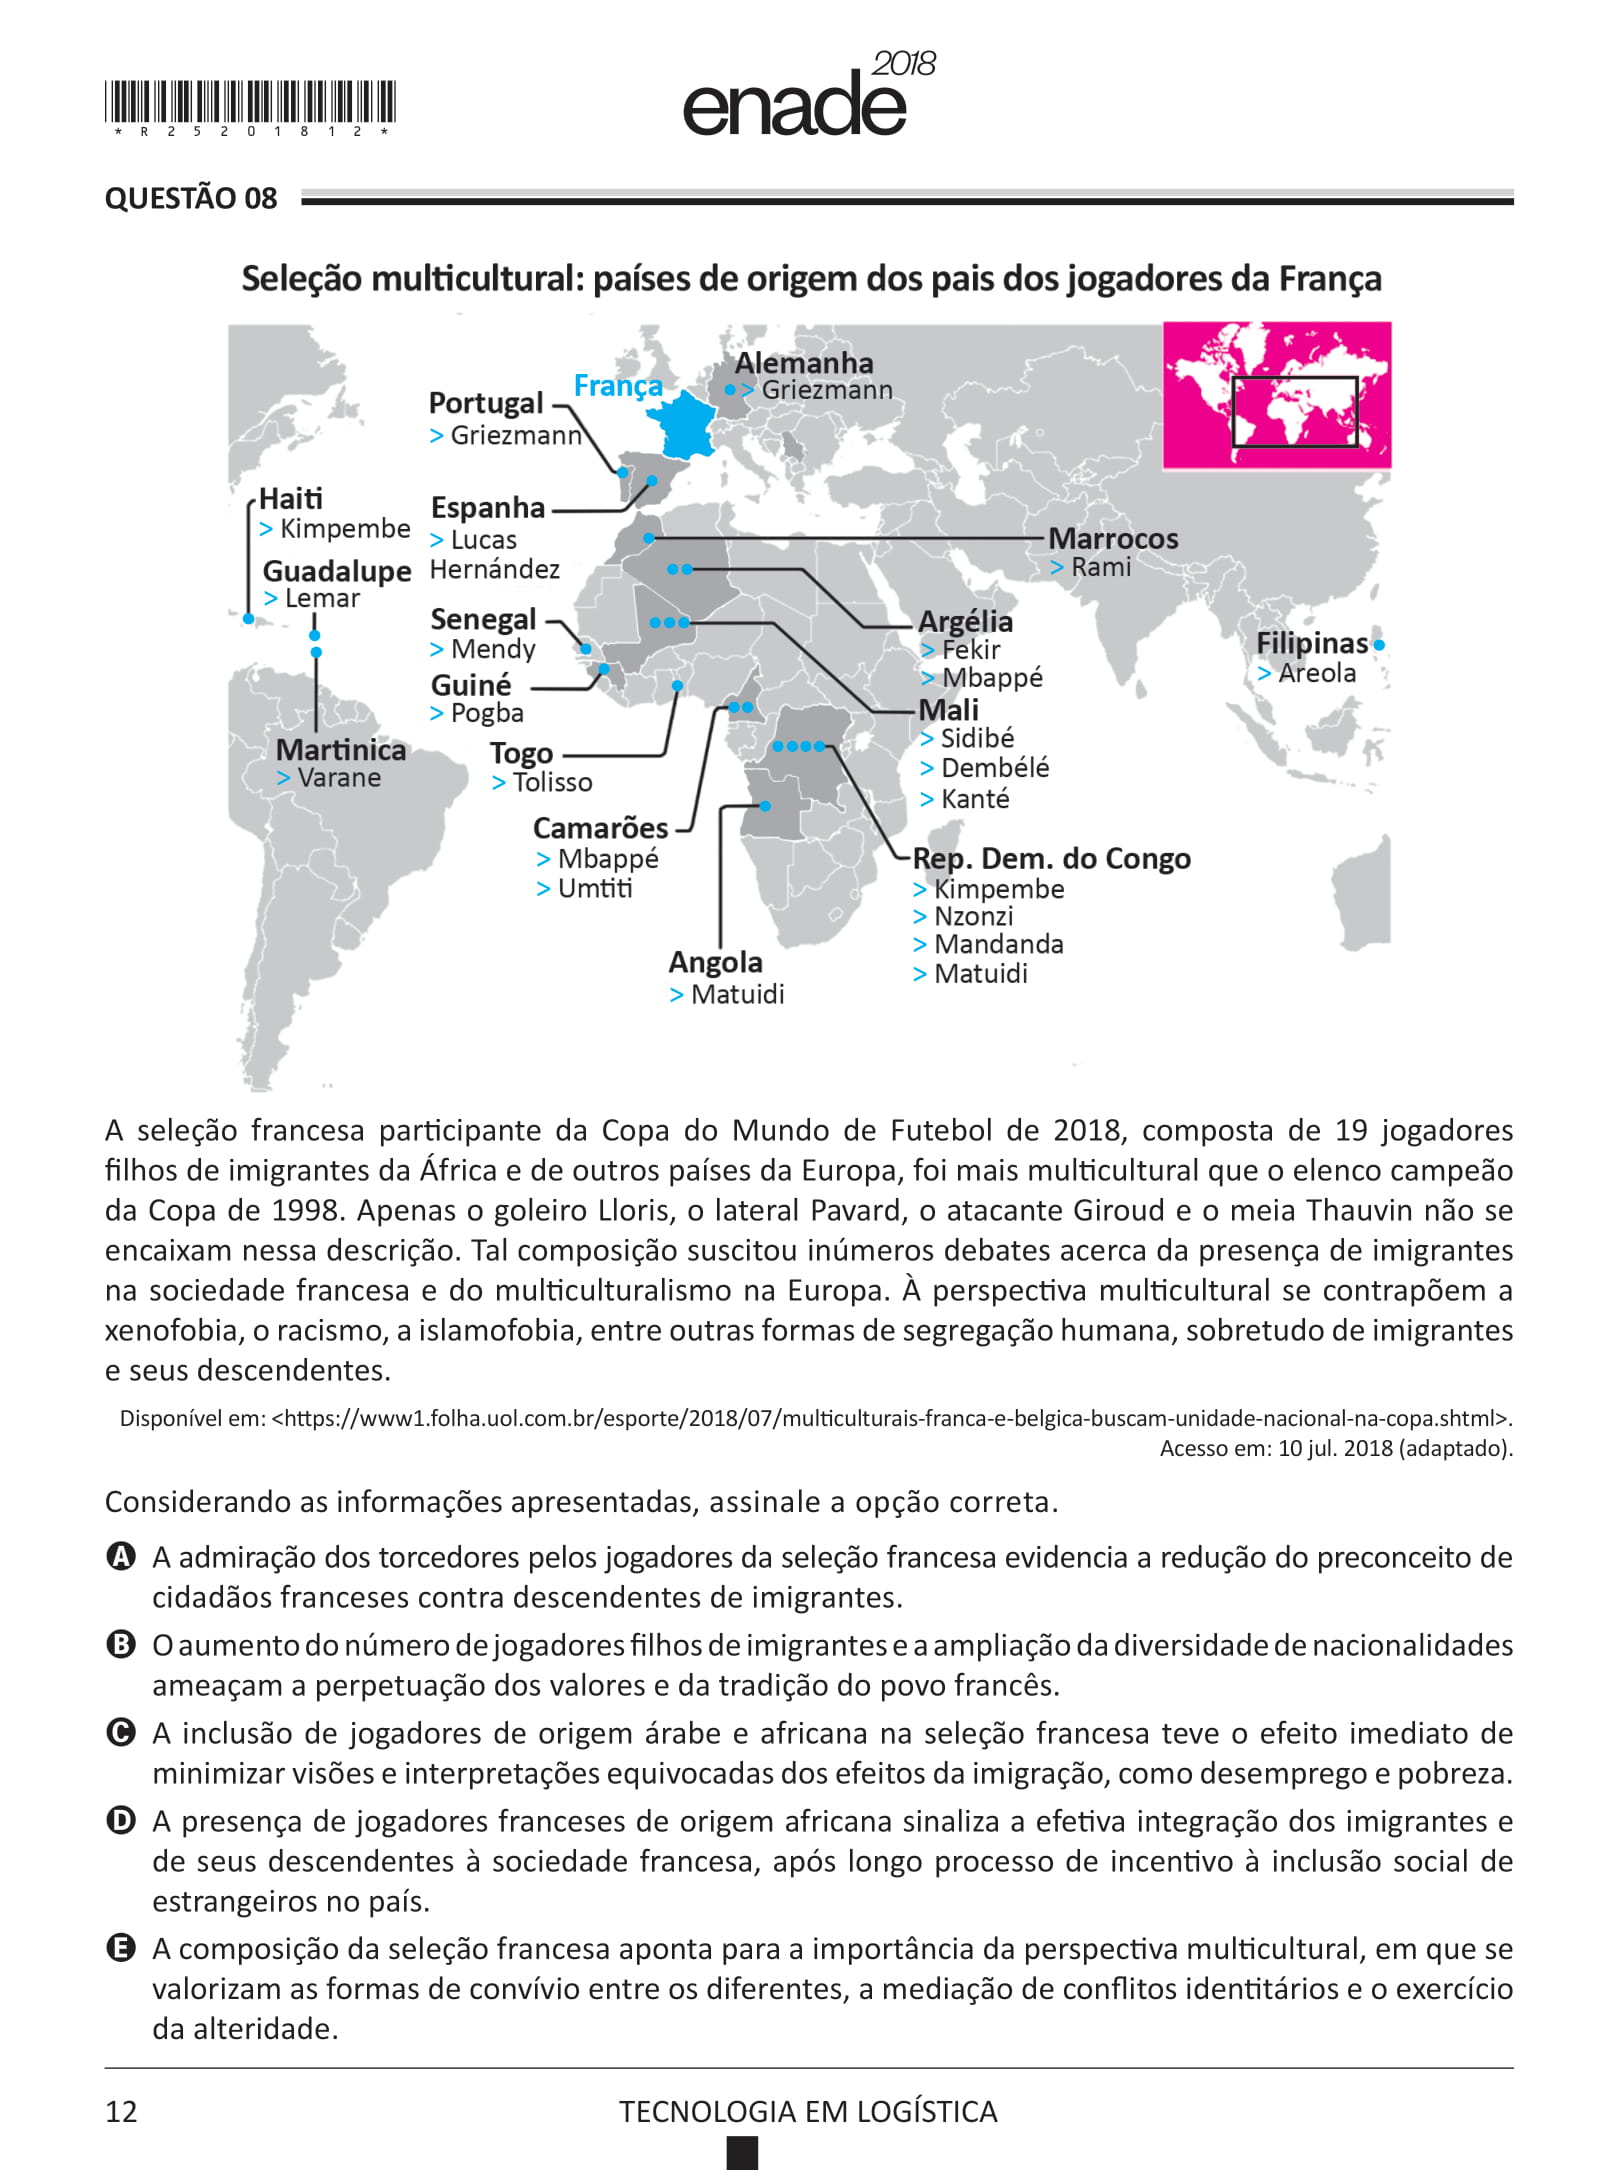 * R 2 5 2 0 1 8 1 2 *
enade 2018
QUESTÃO 08
Seleção multicultural: países de origem dos pais dos jogadores da França
Alemanha
> Griezmann
França
Portugal
> Griezmann
Haiti
> Kimpembe
Espanha
> Lucas
Hernández
Marrocos
> Rami
Guadalupe
> Lemar
Senegal
> Mendy
Argélia
> Fekir
> Mbappé
Filipinas
> Areola
Guiné
> Pogba
Mali
> Sidibé
> Dembélé
> Kanté
Martinica
> Varane
Togo
> Tolisso
Camarões
> Mbappé
> Umtiti
Rep. Dem. do Congo
> Kimpembe
> Nzonzi
> Mandanda
> Matuidi
Angola
> Matuidi
A seleção francesa participante da Copa do Mundo de Futebol de 2018, composta de 19 jogadores
filhos de imigrantes da África e de outros países da Europa, foi mais multicultural que o elenco campeão
da Copa de 1998. Apenas o goleiro Lloris, o lateral Pavard, o atacante Giroud e o meia Thauvin não se
encaixam nessa descrição. Tal composição suscitou inúmeros debates acerca da presença de imigrantes
na sociedade francesa e do multiculturalismo na Europa. À perspectiva multicultural se contrapõem a
xenofobia, o racismo, a islamofobia, entre outras formas de segregação humana, sobretudo de imigrantes
e seus descendentes.
Disponível em: <https://www1.folha.uol.com.br/esporte/2018/07/multiculturais-franca-e-belgica-buscam-unidade-nacional-na-copa.shtml>.
Acesso em: 10 jul. 2018 (adaptado).
Considerando as informações apresentadas, assinale a opção correta.
A A admiração dos torcedores pelos jogadores da seleção francesa evidencia a redução do preconceito de
cidadãos franceses contra descendentes de imigrantes.
B O aumento do número de jogadores filhos de imigrantes e a ampliação da diversidade de nacionalidades
ameaçam a perpetuação dos valores e da tradição do povo francês.
C A inclusão de jogadores de origem árabe e africana na seleção francesa teve o efeito imediato de
minimizar visões e interpretações equivocadas dos efeitos da imigração, como desemprego e pobreza.
D A presença de jogadores franceses de origem africana sinaliza a efetiva integração dos imigrantes e
de seus descendentes à sociedade francesa, após longo processo de incentivo à inclusão social de
estrangeiros no país.
E A composição da seleção francesa aponta para a importância da perspectiva multicultural, em que se
valorizam as formas de convívio entre os diferentes, a mediação de conflitos identitários e o exercício
da alteridade.
12
TECNOLOGIA EM LOGÍSTICA